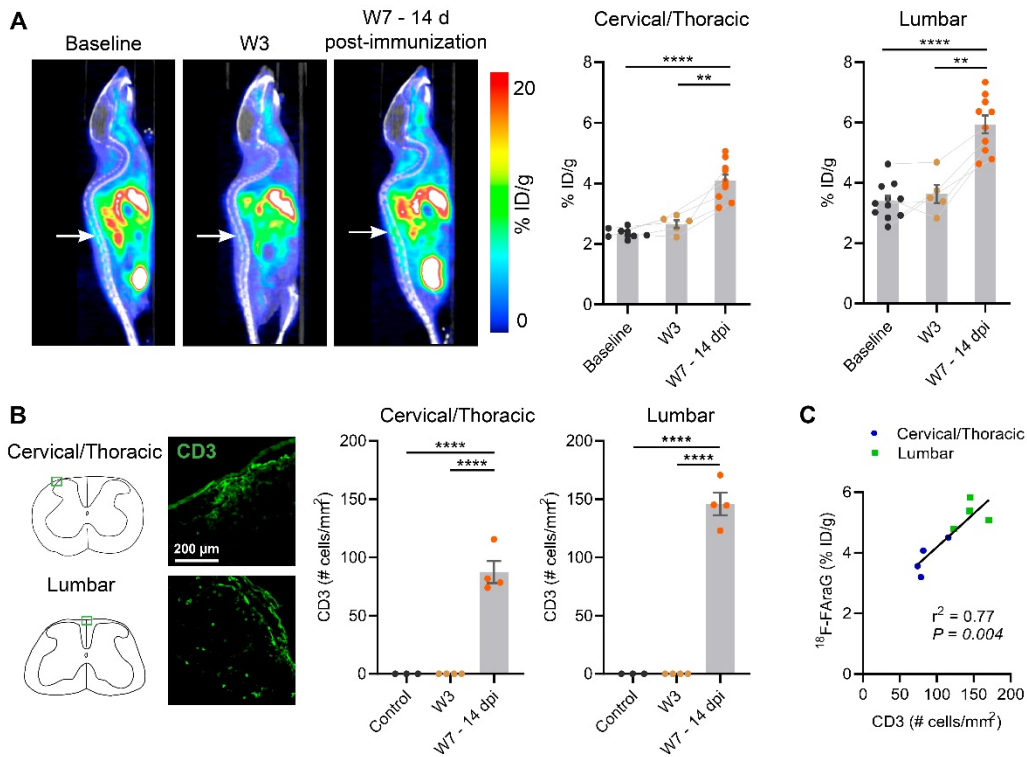 A
Baseline
W3
W7 - 14 d
post-immunization
20
% ID/g
0
Cervical/Thoracic
% ID/g
8
6
4
2
0
****
**
Baseline
W3
W7 - 14 dpi
Lumbar
% ID/g
8
6
4
2
0
****
**
Baseline
W3
W7 - 14 dpi
B
Cervical/Thoracic
Lumbar
CD3
200 µm
Cervical/Thoracic
CD3 (# cells/mm²)
200
150
100
50
0
****
****
Control
W3
W7 - 14 dpi
Lumbar
CD3 (# cells/mm²)
200
150
100
50
0
****
****
Control
W3
W7 - 14 dpi
C
Cervical/Thoracic
Lumbar
¹⁸F-FAraG (% ID/g)
6
4
2
0
r² = 0.77
P = 0.004
0 50 100 150 200
CD3 (# cells/mm²)